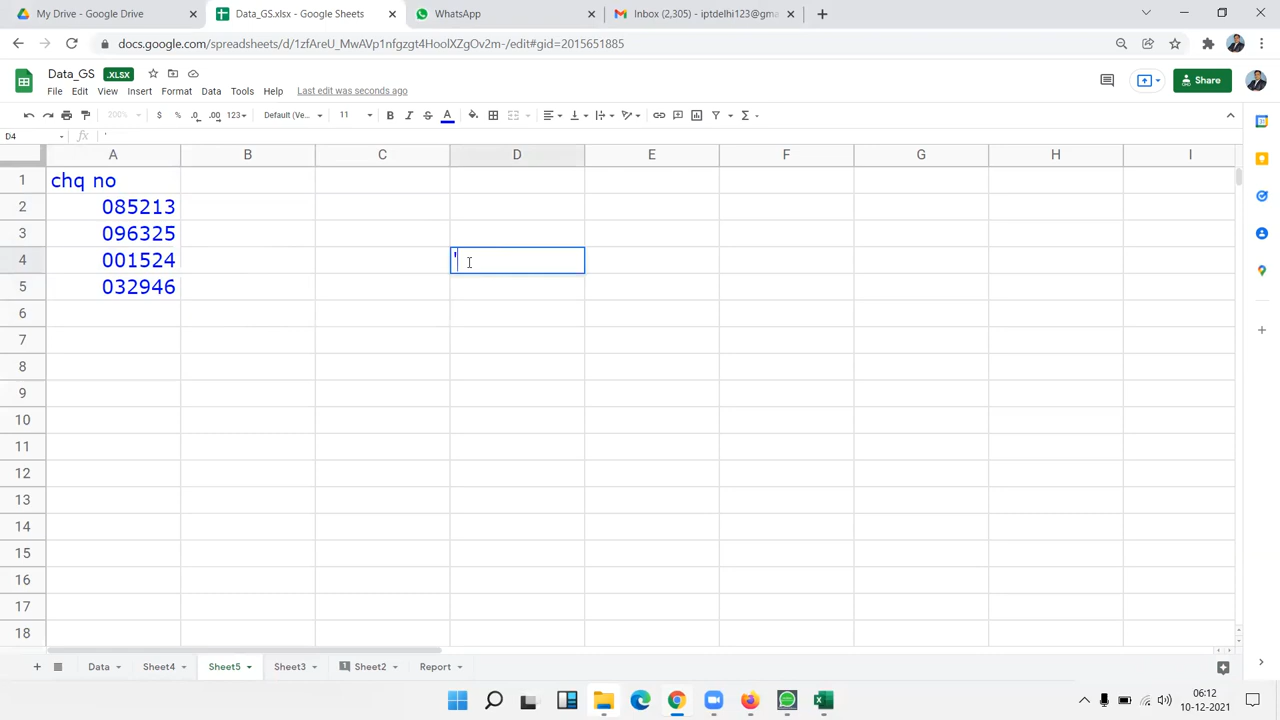 My Drive - Google Drive
Data_GS.xlsx - Google Sheets
WhatsApp
Inbox (2,305) - iptdelhi123@gma
docs.google.com/spreadsheets/d/1zfAreU_MwAVp1nfgzgt4HoolXZgOv2m-/edit#gid=2015651885
Data_GS .XLSX
File Edit View Insert Format Data Tools Help Last edit was seconds ago
Share
200% $ % .0 .00 123 Default (Ve... 11 B I S A
D4 fx '
A B C D E F G H I
1 chq no
2 085213
3 096325
4 001524 '
5 032946
6
7
8
9
10
11
12
13
14
15
16
17
18
Data Sheet4 Sheet5 Sheet3 1 Sheet2 Report
06:12
10-12-2021